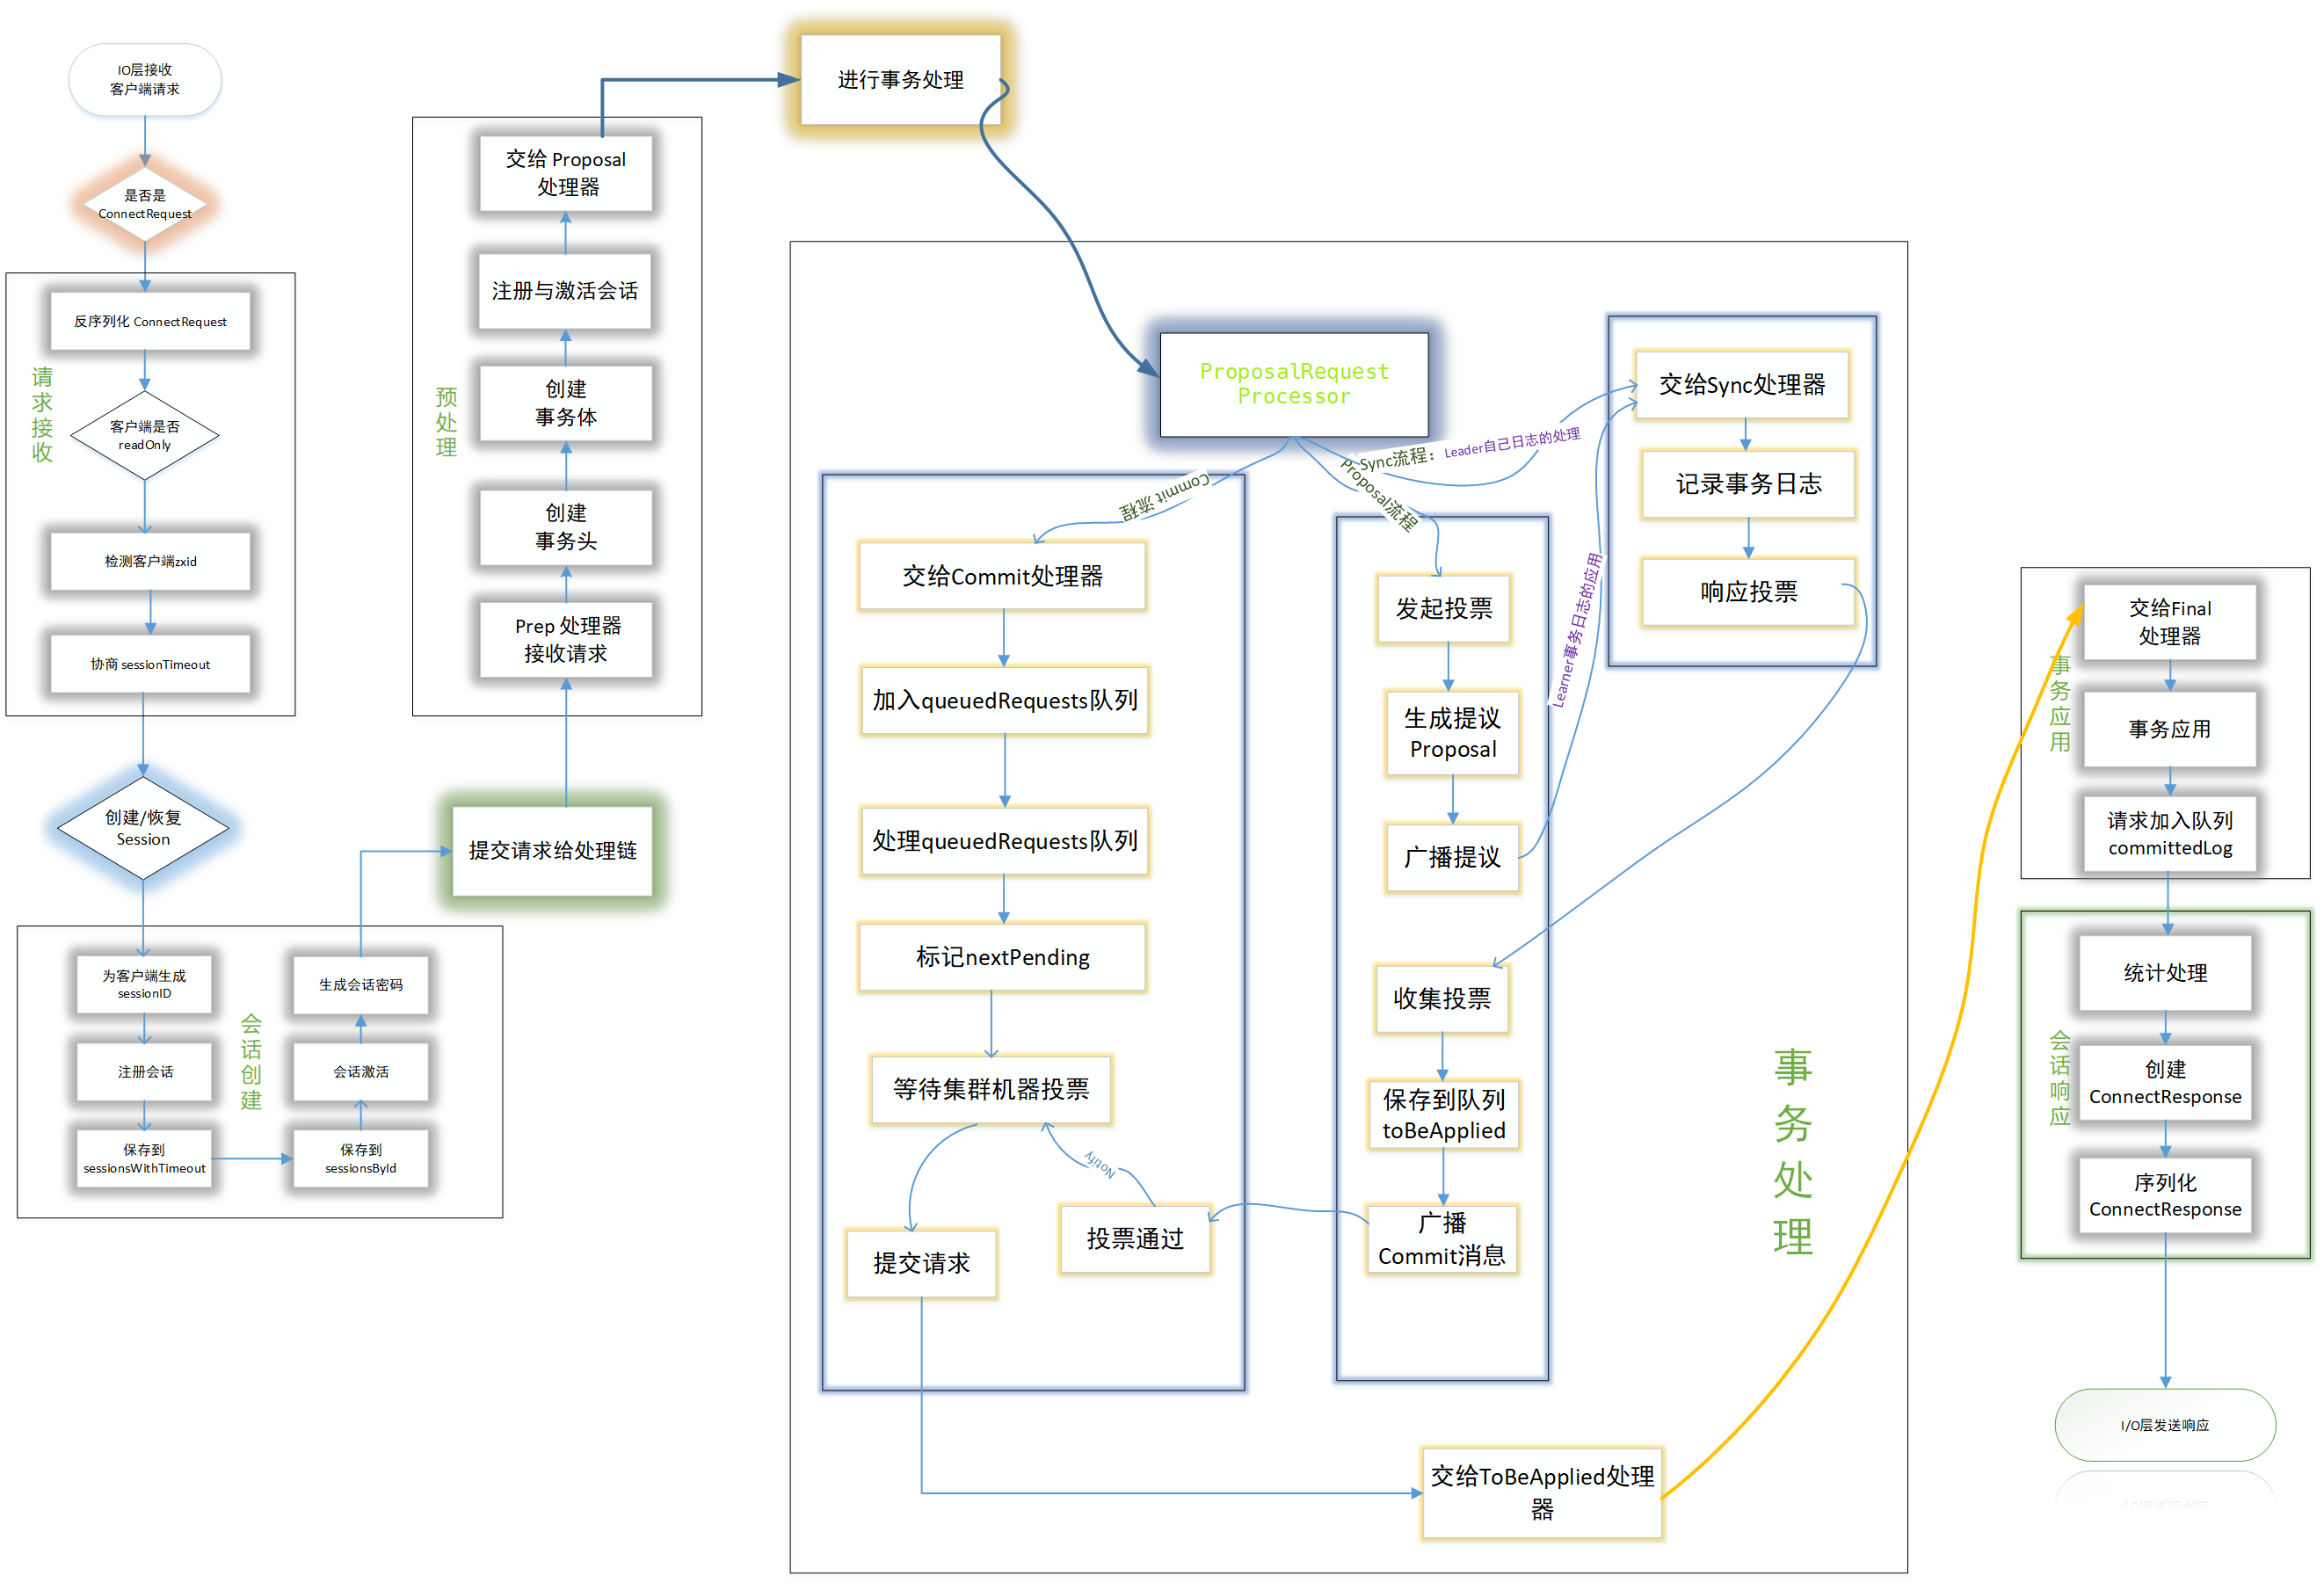 IO层接收
客户端请求
是否是
ConnectRequest
请求接收
反序列化 ConnectRequest
客户端是否
readOnly
检测客户端zxid
协商 sessionTimeout
创建/恢复
Session
会话创建
为客户端生成
sessionID
注册会话
保存到
sessionsWithTimeout
保存到
sessionsById
会话激活
生成会话密码
提交请求给处理链
预处理
Prep 处理器
接收请求
创建
事务头
创建
事务体
注册与激活会话
交给 Proposal
处理器
进行事务处理
ProposalRequest
Processor
Commit 流程
Proposal流程
Sync流程：Leader自己日志的处理
交给Commit处理器
加入queuedRequests队列
处理queuedRequests队列
标记nextPending
等待集群机器投票
Notify
提交请求
投票通过
发起投票
生成提议
Proposal
广播提议
Learner事务日志的应用
收集投票
保存到队列
toBeApplied
广播
Commit消息
交给Sync处理器
记录事务日志
响应投票
事务处理
交给ToBeApplied处理
器
事务应用
交给Final
处理器
事务应用
请求加入队列
committedLog
会话响应
统计处理
创建
ConnectResponse
序列化
ConnectResponse
I/O层发送响应